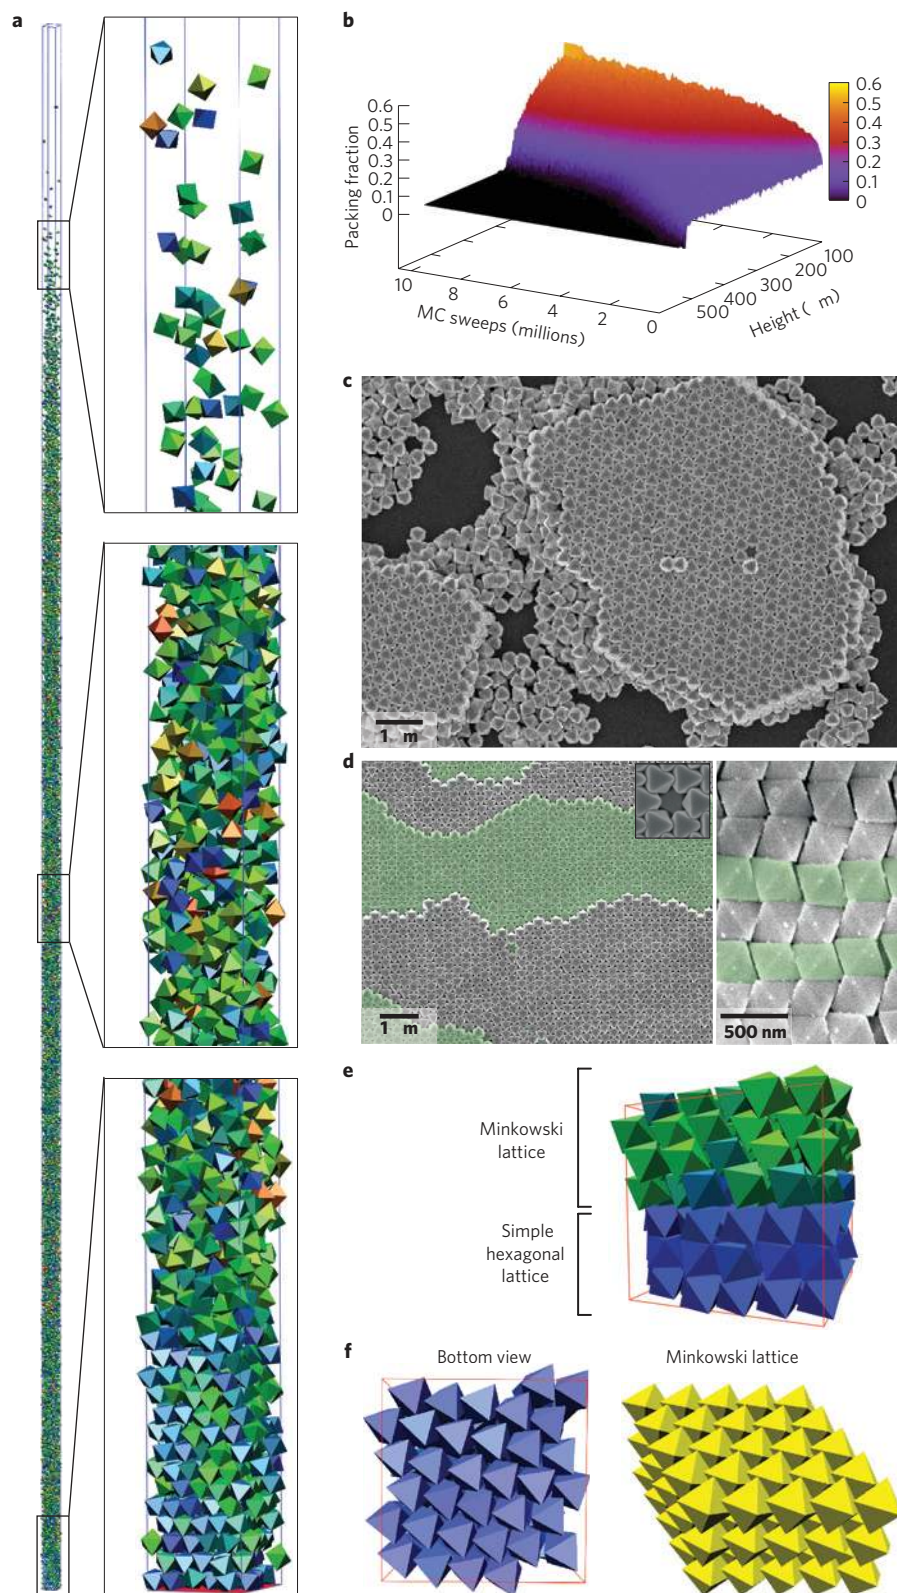 a
b
0.6
0.5
0.4
0.3
0.2
0.1
0
Packing fraction
10
8
6
4
2
0
MC sweeps (millions)
500
400
300
200
100
Height ( m)
0.6
0.5
0.4
0.3
0.2
0.1
0
c
1 m
d
1 m
500 nm
e
Minkowski
lattice
Simple
hexagonal
lattice
f
Bottom view
Minkowski lattice